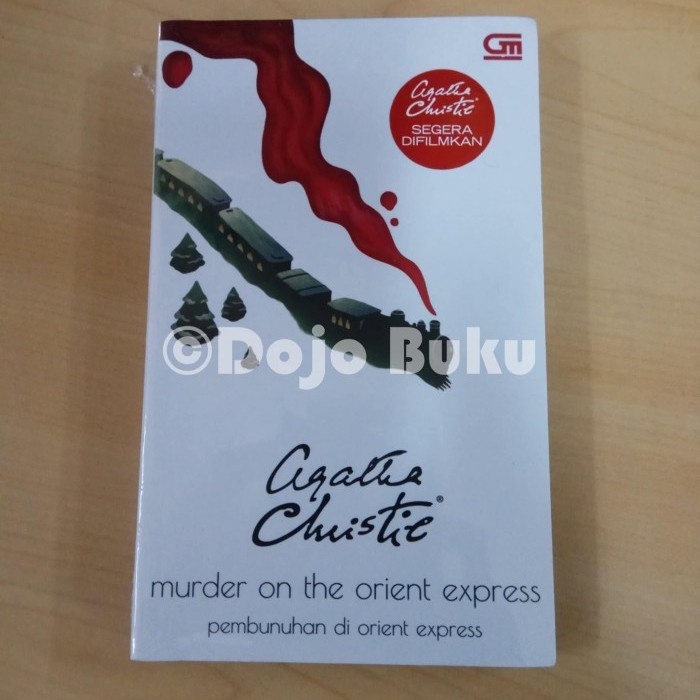 GM
Agatha
Christie
SEGERA
DIFILMKAN
©Dojo Buku
Agatha
Christie®
murder on the orient express
pembunuhan di orient express